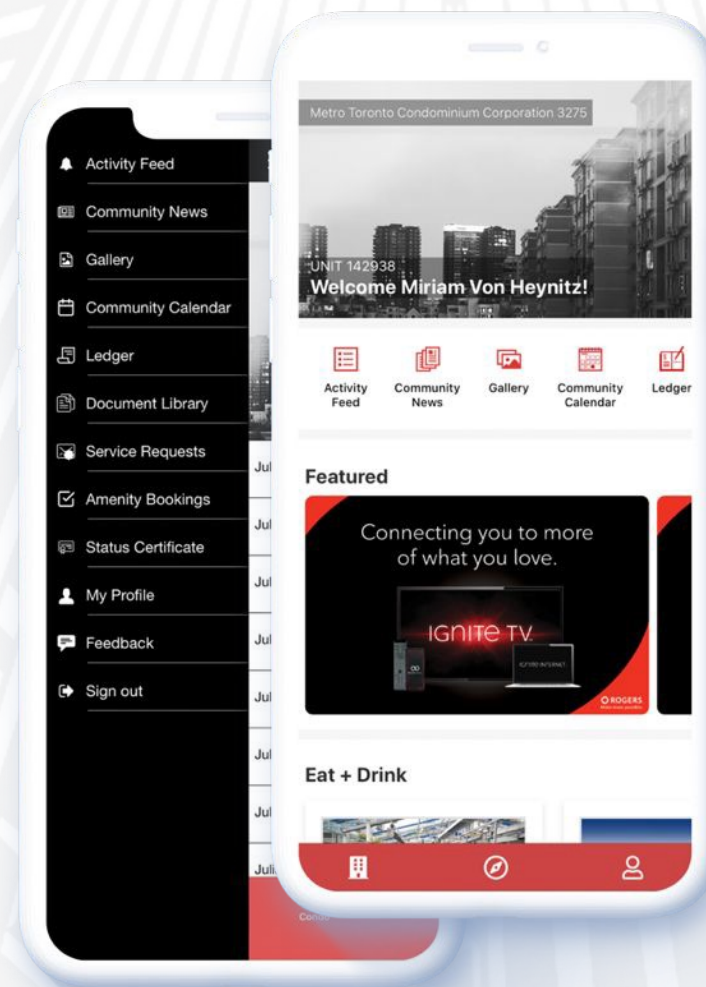 Activity Feed
Community News
Gallery
Community Calendar
Ledger
Document Library
Service Requests
Amenity Bookings
Status Certificate
My Profile
Feedback
Sign out
Jul
Jul
Jul
Jul
Jul
Jul
Jul
Juli
Metro Toronto Condominium Corporation 3275
UNIT 142938
Welcome Miriam Von Heynitz!
Activity
Feed
Community
News
Gallery
Community
Calendar
Ledger
Featured
Connecting you to more
of what you love.
IGNITE TV
IGNITE INTERNET
ROGERS
Eat + Drink